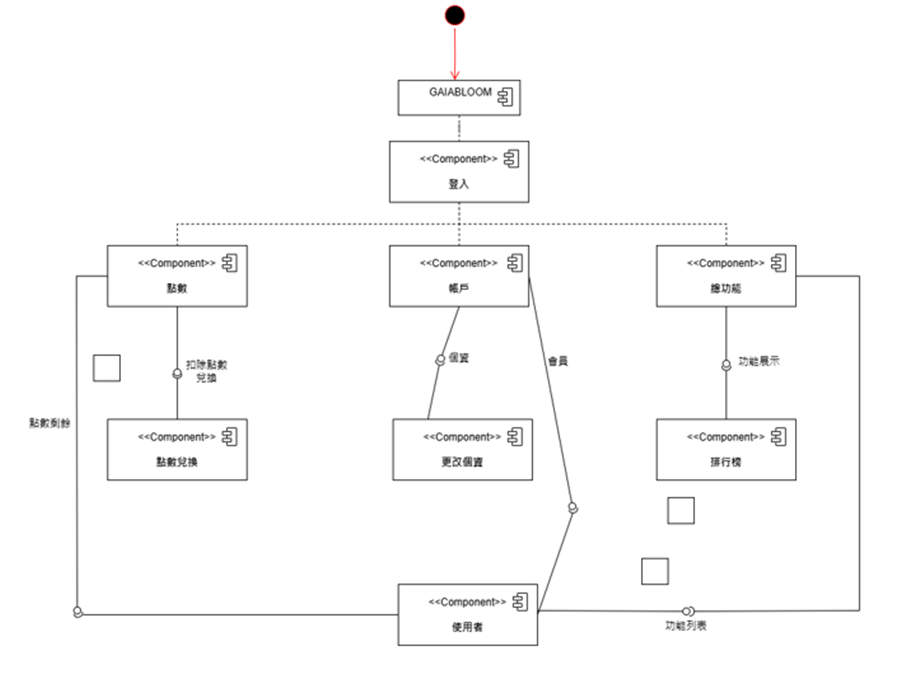 GAIABLOOM
<<Component>>
登入
<<Component>>
點數
<<Component>>
帳戶
<<Component>>
總功能
扣除點數
兌換
個資
會員
功能展示
點數剩餘
<<Component>>
點數兌換
<<Component>>
更改個資
<<Component>>
排行榜
<<Component>>
使用者
功能列表